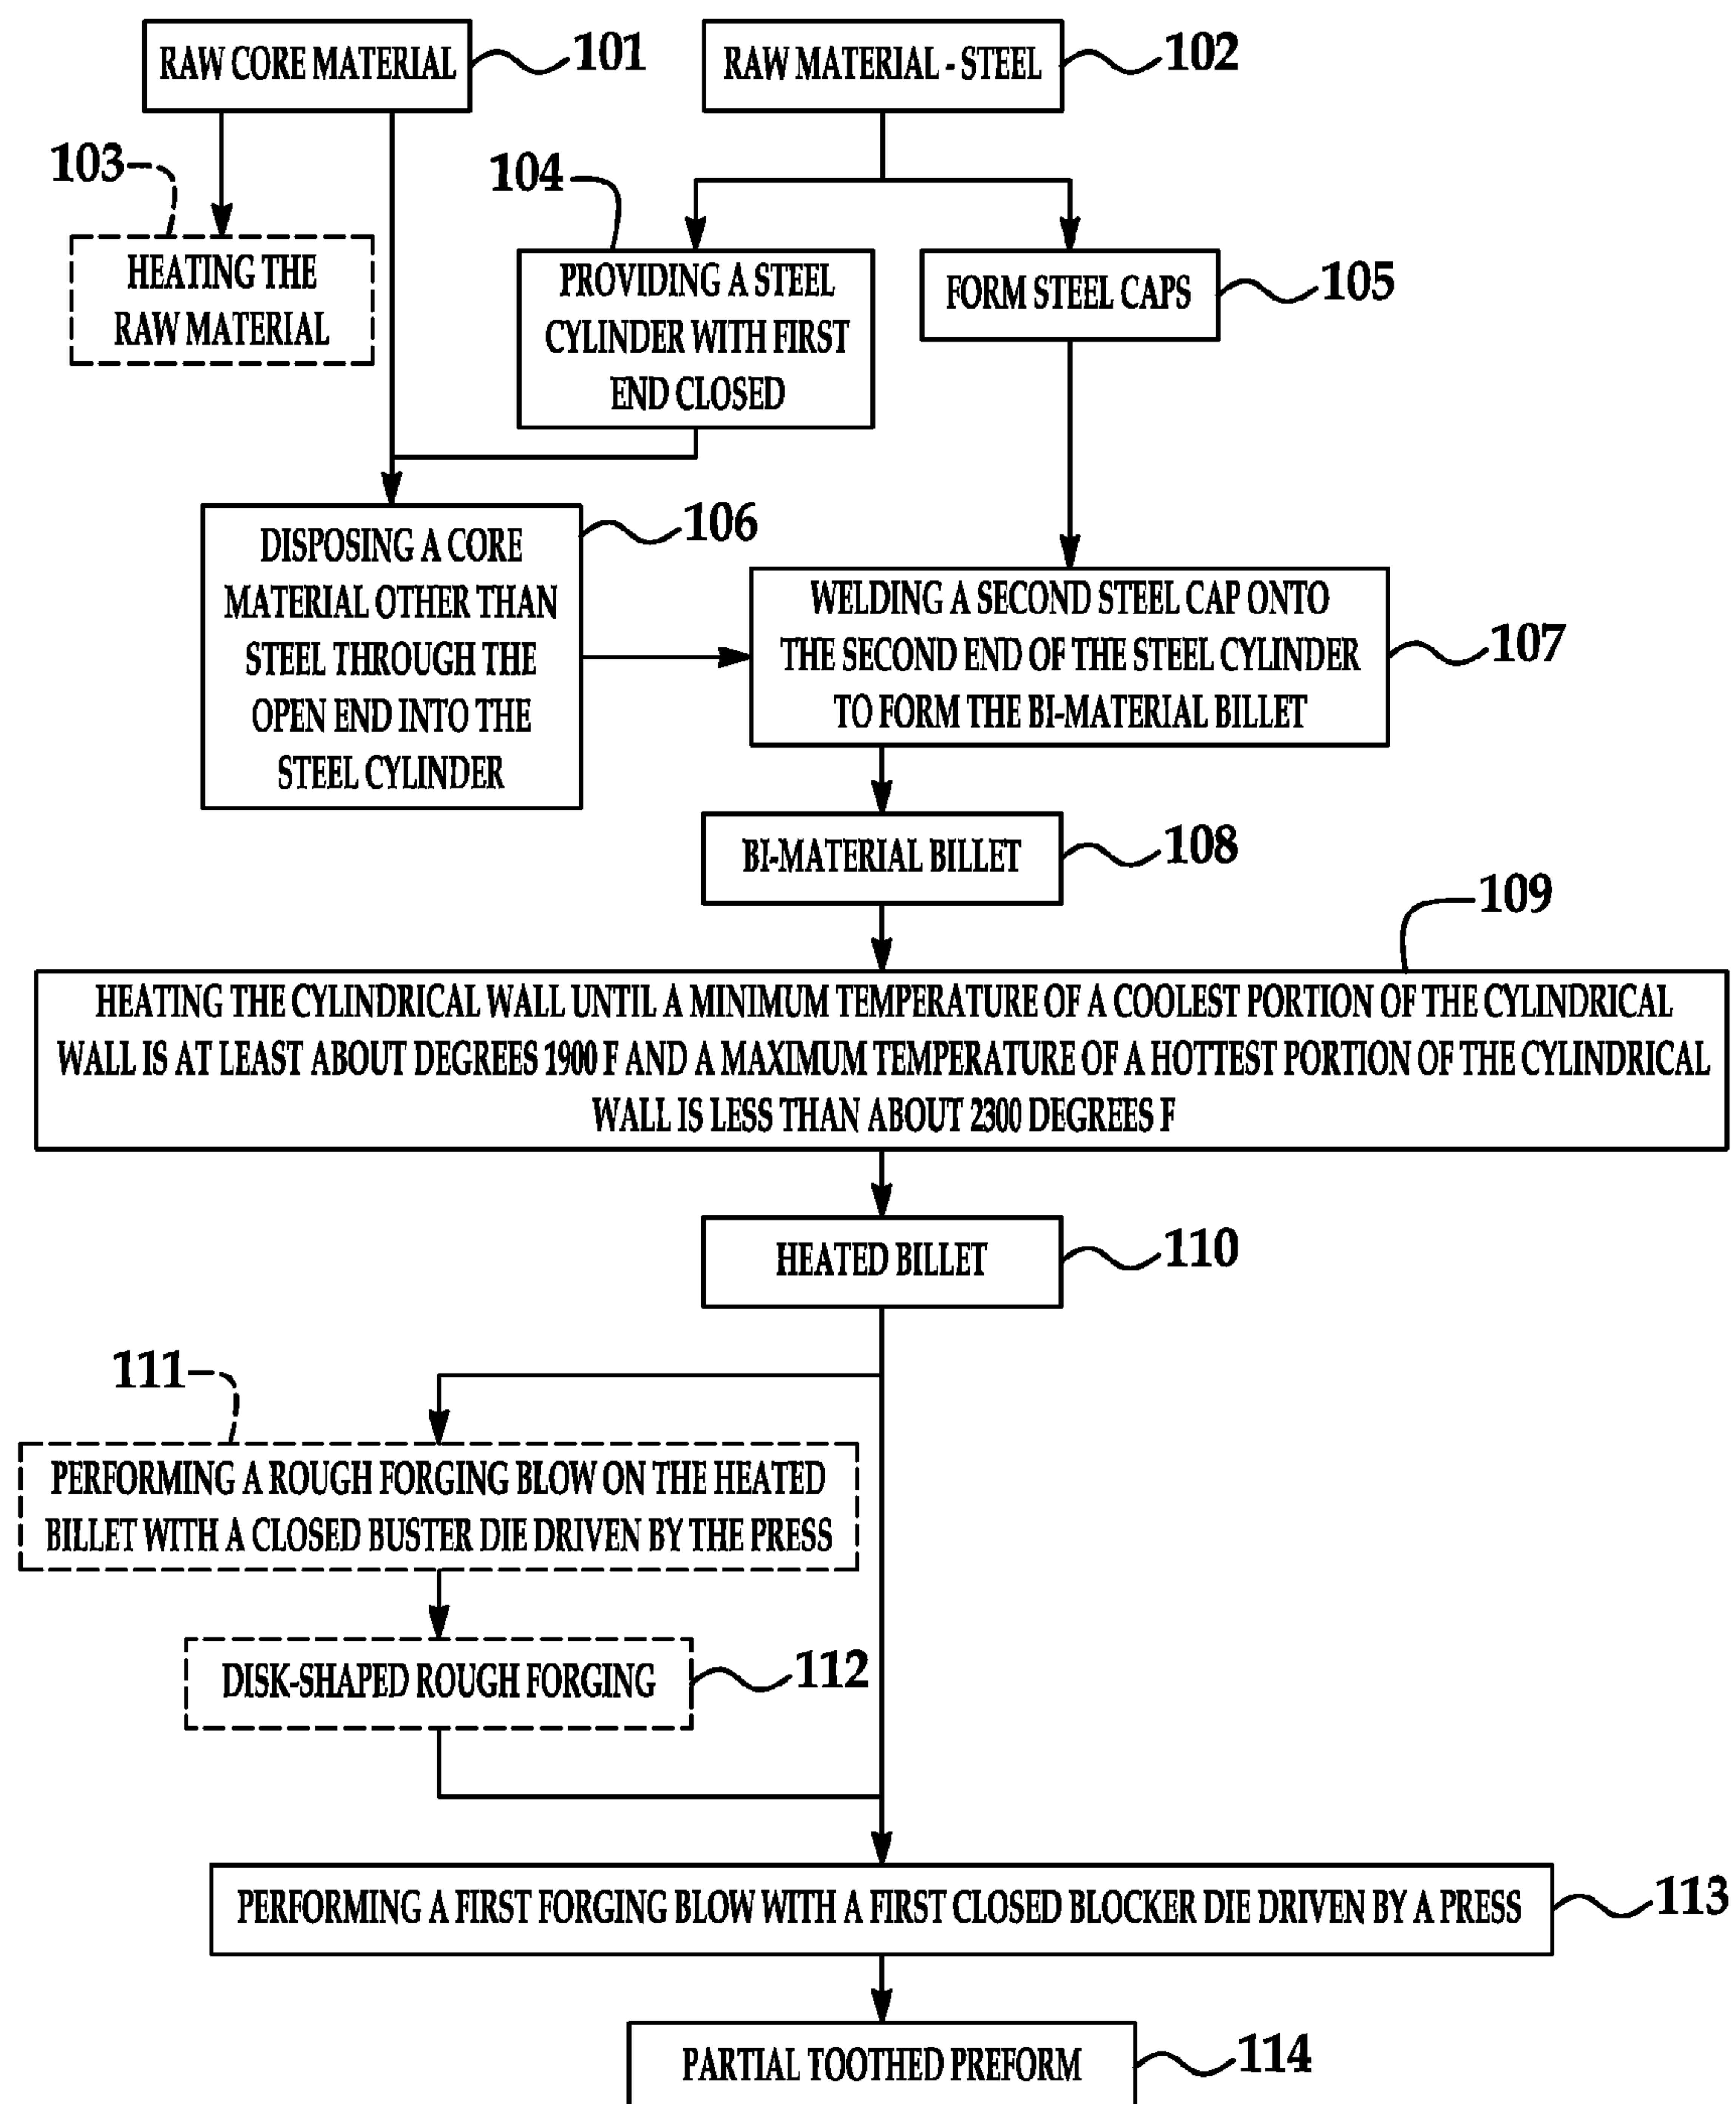 RAW CORE MATERIAL
101
RAW MATERIAL - STEEL
102
103
HEATING THE
RAW MATERIAL
104
PROVIDING A STEEL
CYLINDER WITH FIRST
END CLOSED
FORM STEEL CAPS
105
DISPOSING A CORE
MATERIAL OTHER THAN
STEEL THROUGH THE
OPEN END INTO THE
STEEL CYLINDER
106
WELDING A SECOND STEEL CAP ONTO
THE SECOND END OF THE STEEL CYLINDER
TO FORM THE BI-MATERIAL BILLET
107
BI-MATERIAL BILLET
108
109
HEATING THE CYLINDRICAL WALL UNTIL A MINIMUM TEMPERATURE OF A COOLEST PORTION OF THE CYLINDRICAL
WALL IS AT LEAST ABOUT DEGREES 1900 F AND A MAXIMUM TEMPERATURE OF A HOTTEST PORTION OF THE CYLINDRICAL
WALL IS LESS THAN ABOUT 2300 DEGREES F
HEATED BILLET
110
111
PERFORMING A ROUGH FORGING BLOW ON THE HEATED
BILLET WITH A CLOSED BUSTER DIE DRIVEN BY THE PRESS
DISK-SHAPED ROUGH FORGING
112
PERFORMING A FIRST FORGING BLOW WITH A FIRST CLOSED BLOCKER DIE DRIVEN BY A PRESS
113
PARTIAL TOOTHED PREFORM
114